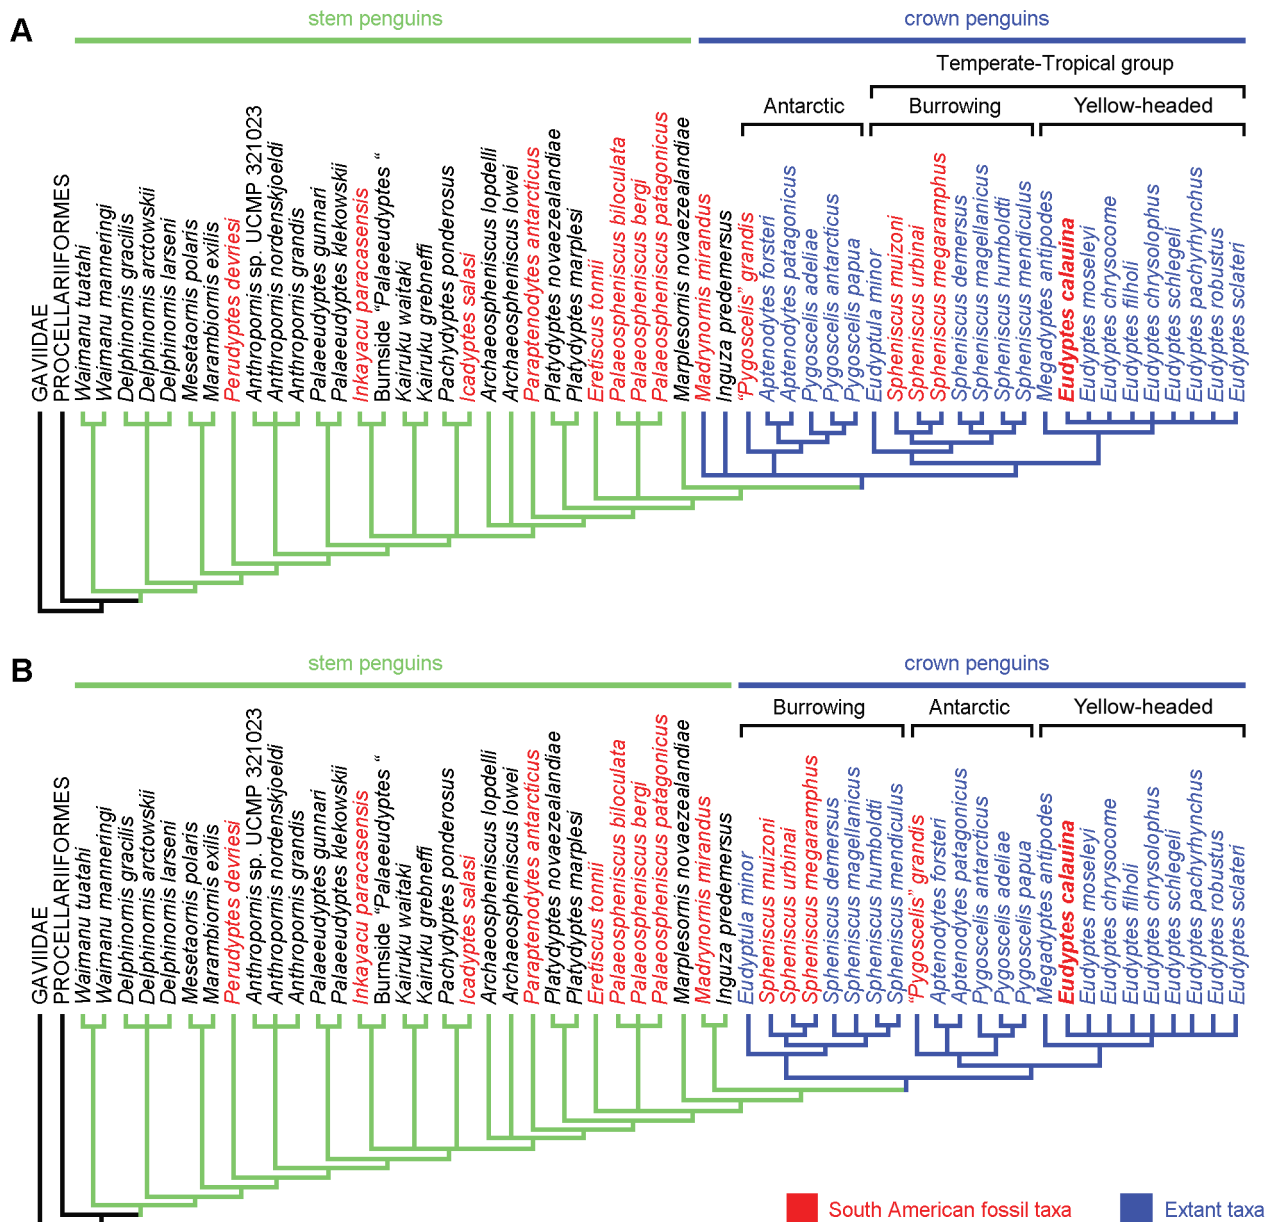 A
stem penguins
crown penguins
Temperate-Tropical group
Antarctic
Burrowing
Yellow-headed
GAVIIDAE
PROCELLARIIFORMES
Waimanu tuatahi
Waimanu manneringi
Delphinornis gracilis
Delphinornis arctowskii
Delphinornis larseni
Mesetaornis polaris
Marambiornis exilis
Perudyptes devriesi
Anthropornis sp. UCMP 321023
Anthropornis nordenskjoeldi
Anthropornis grandis
Palaeeudyptes gunnari
Palaeeudyptes klekowskii
Inkayacu paracasensis
Burnside “Palaeeudyptes “
Kairuku waitaki
Kairuku grebneffi
Pachydyptes ponderosus
Icadyptes salasi
Archaeospheniscus lopdelli
Archaeospheniscus lowei
Paraptenodytes antarcticus
Platydyptes novaezealandiae
Platydyptes marplesi
Eretiscus tonnii
Palaeospheniscus biloculata
Palaeospheniscus bergi
Palaeospheniscus patagonicus
Marplesornis novaezealandiae
Madrynornis mirandus
Inguza predemersus
“Pygoscelis” grandis
Aptenodytes forsteri
Aptenodytes patagonicus
Pygoscelis adeliae
Pygoscelis antarcticus
Pygoscelis papua
Eudyptula minor
Spheniscus muizoni
Spheniscus urbinai
Spheniscus megaramphus
Spheniscus demersus
Spheniscus magellanicus
Spheniscus humboldti
Spheniscus mendiculus
Megadyptes antipodes
Eudyptes calauina
Eudyptes moseleyi
Eudyptes chrysocome
Eudyptes filholi
Eudyptes chrysolophus
Eudyptes schlegeli
Eudyptes pachyrhynchus
Eudyptes robustus
Eudyptes sclateri
B
stem penguins
crown penguins
Burrowing
Antarctic
Yellow-headed
GAVIIDAE
PROCELLARIIFORMES
Waimanu tuatahi
Waimanu manneringi
Delphinornis gracilis
Delphinornis arctowskii
Delphinornis larseni
Mesetaornis polaris
Marambiornis exilis
Perudyptes devriesi
Anthropornis sp. UCMP 321023
Anthropornis nordenskjoeldi
Anthropornis grandis
Palaeeudyptes gunnari
Palaeeudyptes klekowskii
Inkayacu paracasensis
Burnside “Palaeeudyptes “
Kairuku waitaki
Kairuku grebneffi
Pachydyptes ponderosus
Icadyptes salasi
Archaeospheniscus lopdelli
Archaeospheniscus lowei
Paraptenodytes antarcticus
Platydyptes novaezealandiae
Platydyptes marplesi
Eretiscus tonnii
Palaeospheniscus biloculata
Palaeospheniscus bergi
Palaeospheniscus patagonicus
Marplesornis novaezealandiae
Madrynornis mirandus
Inguza predemersus
Eudyptula minor
Spheniscus muizoni
Spheniscus urbinai
Spheniscus megaramphus
Spheniscus demersus
Spheniscus magellanicus
Spheniscus humboldti
Spheniscus mendiculus
“Pygoscelis” grandis
Aptenodytes forsteri
Aptenodytes patagonicus
Pygoscelis antarcticus
Pygoscelis adeliae
Pygoscelis papua
Megadyptes antipodes
Eudyptes calauina
Eudyptes moseleyi
Eudyptes chrysocome
Eudyptes filholi
Eudyptes chrysolophus
Eudyptes schlegeli
Eudyptes pachyrhynchus
Eudyptes robustus
Eudyptes sclateri
South American fossil taxa
Extant taxa